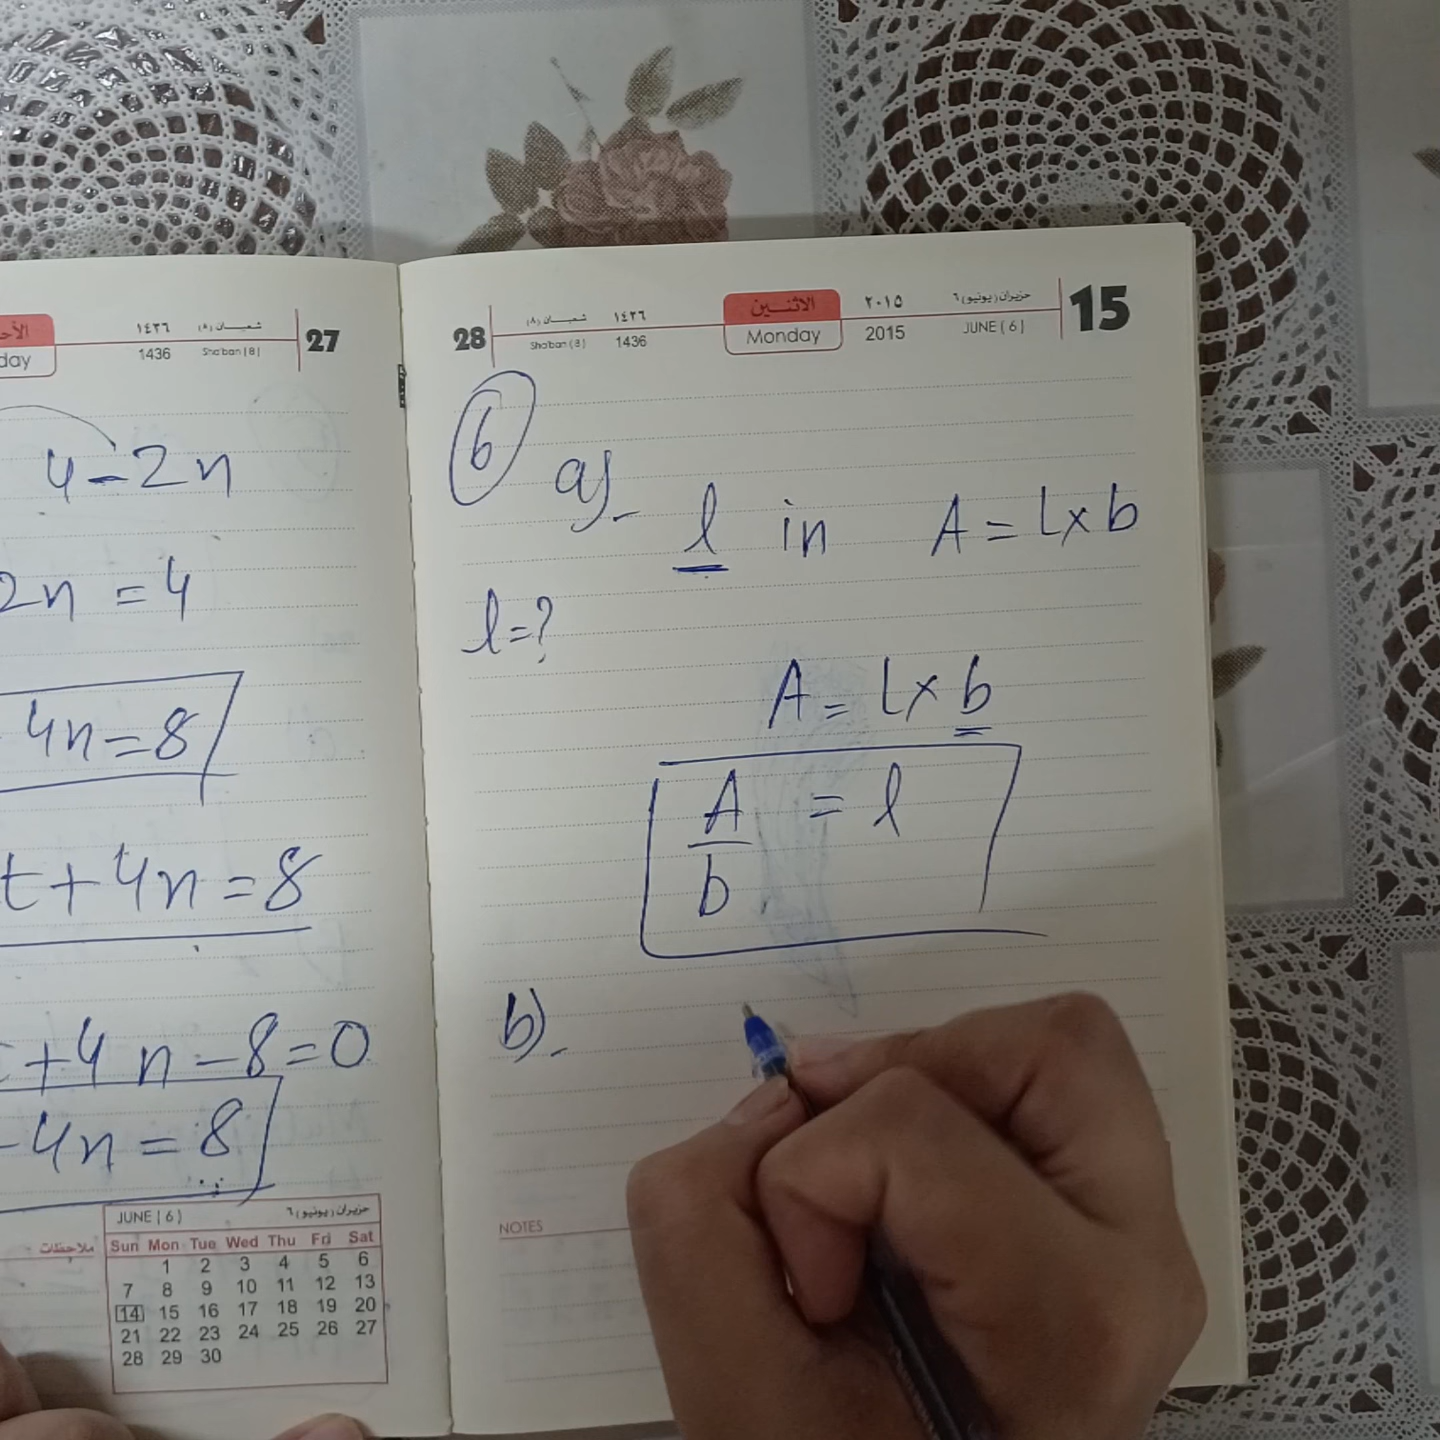 الأحد
day
١٤٣٦
1436
شعبان (٨)
Sha'ban (8)
27
4-2n
2n = 4
4n=8
t+4n=8
+4n-8=0
-4n=8
ملاحظات
JUNE (6)
حزيران (يونيو) ٦
Sun Mon Tue Wed Thu Fri Sat
1 2 3 4 5 6
7 8 9 10 11 12 13
14 15 16 17 18 19 20
21 22 23 24 25 26 27
28 29 30
28
شعبان (٨)
Sha'ban (8)
١٤٣٦
1436
الاثنين
Monday
٢٠١٥
2015
حزيران (يونيو) ٦
JUNE (6)
15
6
a)- l in A = l×b
l=?
A = l×b
A/b = l
b)-
NOTES